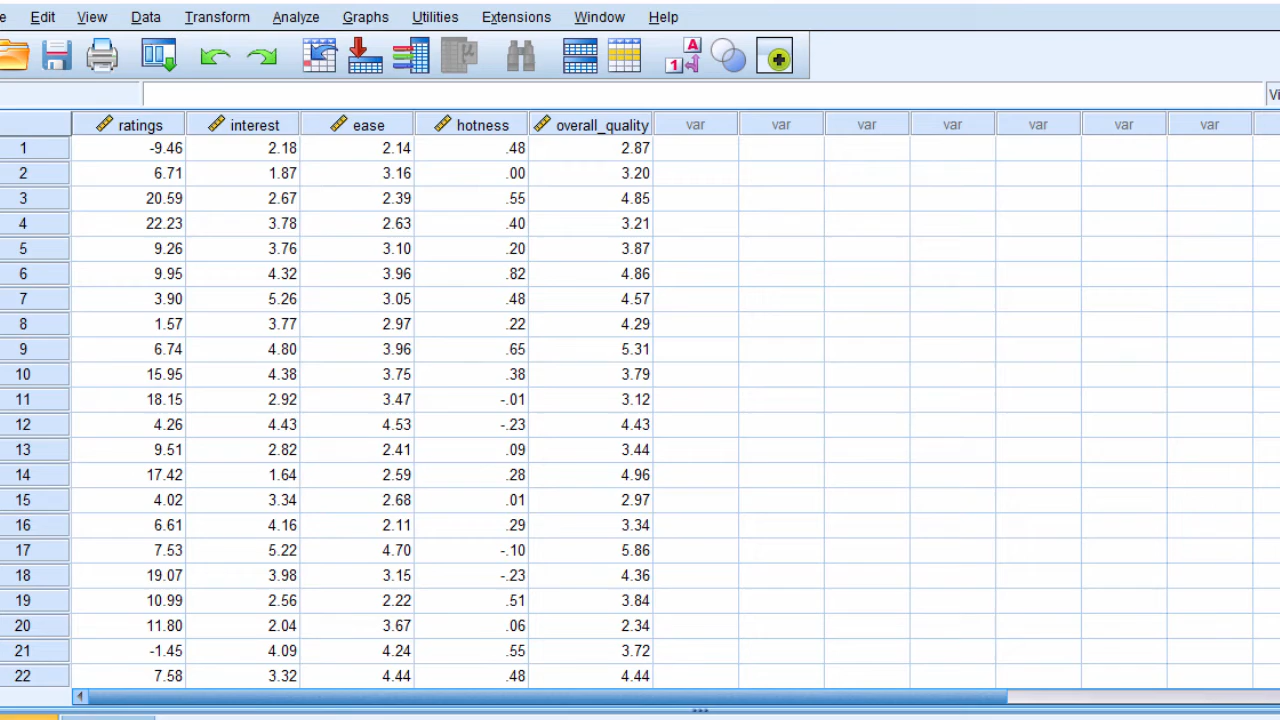 e Edit View Data Transform Analyze Graphs Utilities Extensions Window Help
A
1
Vi
ratings interest ease hotness overall_quality var var var var var var var
1 -9.46 2.18 2.14 .48 2.87
2 6.71 1.87 3.16 .00 3.20
3 20.59 2.67 2.39 .55 4.85
4 22.23 3.78 2.63 .40 3.21
5 9.26 3.76 3.10 .20 3.87
6 9.95 4.32 3.96 .82 4.86
7 3.90 5.26 3.05 .48 4.57
8 1.57 3.77 2.97 .22 4.29
9 6.74 4.80 3.96 .65 5.31
10 15.95 4.38 3.75 .38 3.79
11 18.15 2.92 3.47 -.01 3.12
12 4.26 4.43 4.53 -.23 4.43
13 9.51 2.82 2.41 .09 3.44
14 17.42 1.64 2.59 .28 4.96
15 4.02 3.34 2.68 .01 2.97
16 6.61 4.16 2.11 .29 3.34
17 7.53 5.22 4.70 -.10 5.86
18 19.07 3.98 3.15 -.23 4.36
19 10.99 2.56 2.22 .51 3.84
20 11.80 2.04 3.67 .06 2.34
21 -1.45 4.09 4.24 .55 3.72
22 7.58 3.32 4.44 .48 4.44